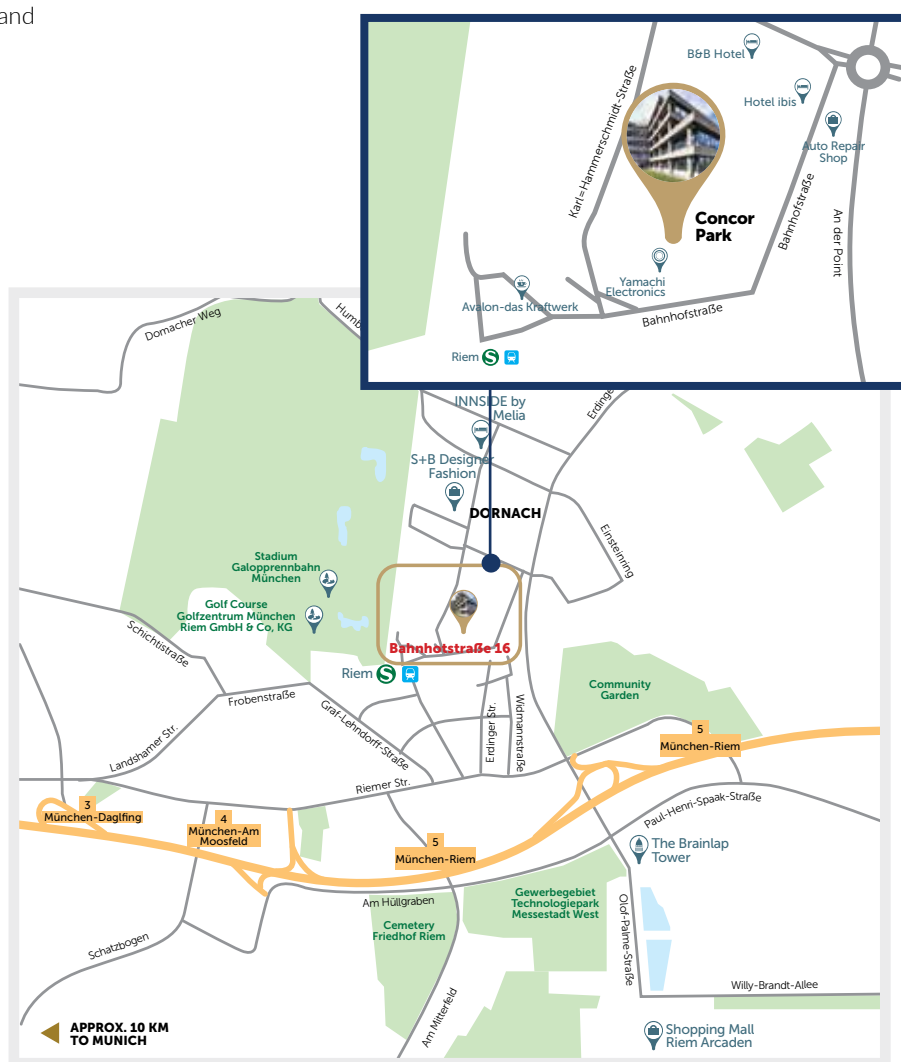 and
B&B Hotel
Hotel ibis
Auto Repair
Shop
Karl=Hammerschmidt-Straße
Concor
Park
Bahnhofstraße
An der Point
Yamachi
Electronics
Avalon-das Kraftwerk
Bahnhofstraße
Riem S
Domacher Weg
Humb
INNSIDE by
Melia
Erdinge
S+B Designer
Fashion
DORNACH
Einsteinring
Stadium
Galopprennbahn
München
Golf Course
Golfzentrum München
Riem GmbH & Co, KG
Schichtistraße
Bahnhotstraße 16
Riem S
Community
Garden
Frobenstraße
Graf-Lehndorff-Straße
Erdinger Str.
Widmannstraße
Landshamer Str.
5
München-Riem
Riemer Str.
Paul-Henri-Spaak-Straße
3
München-Daglfing
4
München-Am
Moosfeld
5
München-Riem
The Brainlap
Tower
Am Hüllgraben
Gewerbegebiet
Technologiepark
Messestadt West
Cemetery
Friedhof Riem
Olof-Palme-Straße
Schatzbogen
Am Mitterfeld
Willy-Brandt-Allee
APPROX. 10 KM
TO MUNICH
Shopping Mall
Riem Arcaden